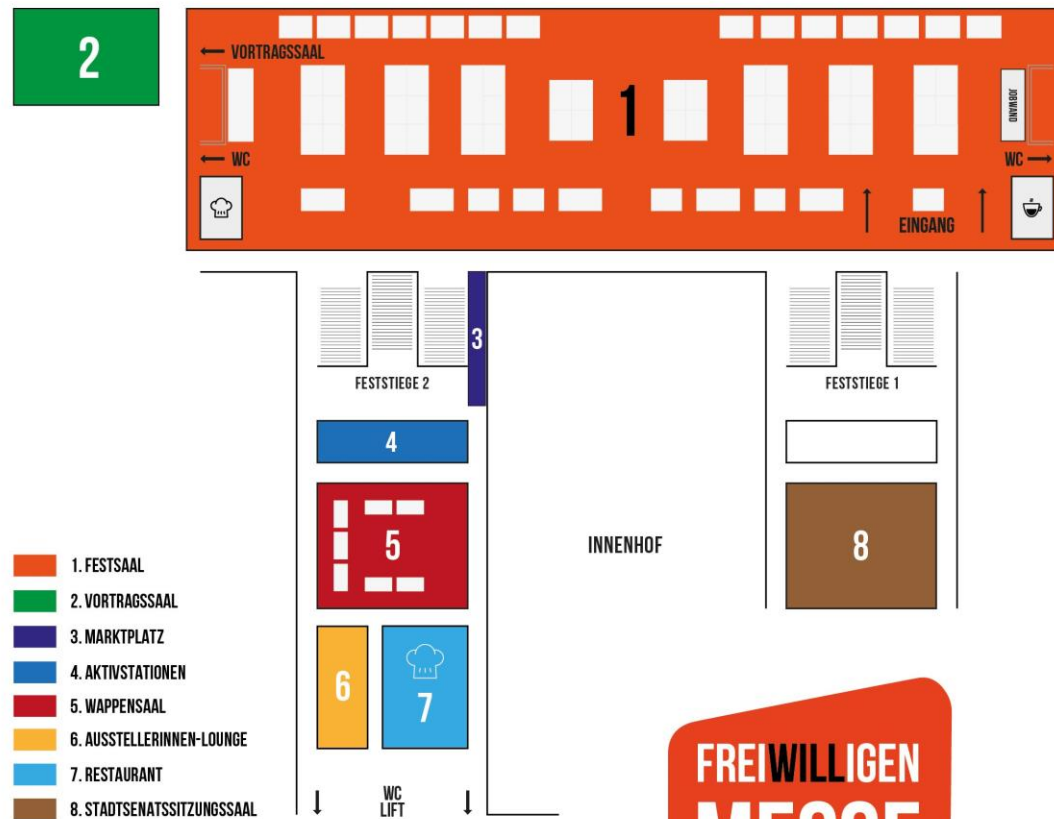 2
← VORTRAGSSAAL
1
JOBWAND
← WC
WC →
EINGANG
3
FESTSTIEGE 2
FESTSTIEGE 1
4
5
INNENHOF
8
6
7
1. FESTSAAL
2. VORTRAGSSAAL
3. MARKTPLATZ
4. AKTIVSTATIONEN
5. WAPPENSAAL
6. AUSSTELLERINNEN-LOUNGE
7. RESTAURANT
8. STADTSENATSSITZUNGSSAAL
WC
LIFT
FREIWILLIGEN
MESSE